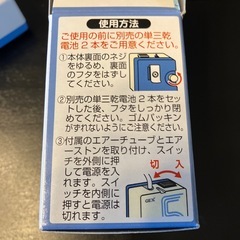 使用方法
ご使用の前に別売の単三乾
電池2本をご用意ください。
①本体裏面のネジ
をゆるめ、裏面
のフタをはずし
てください。
②別売の単三乾電池2本をセッ
トした後、フタをしっかり閉
めてください。ゴムパッキン
がずれないようにご注意ください。
③付属のエアーチューブとエア
ーストーンを取り付け、スイッチ
を外側に押
して電源を入
れます。スイ
ッチを内側に
押すと電源は
切れます。
切 入
GEX